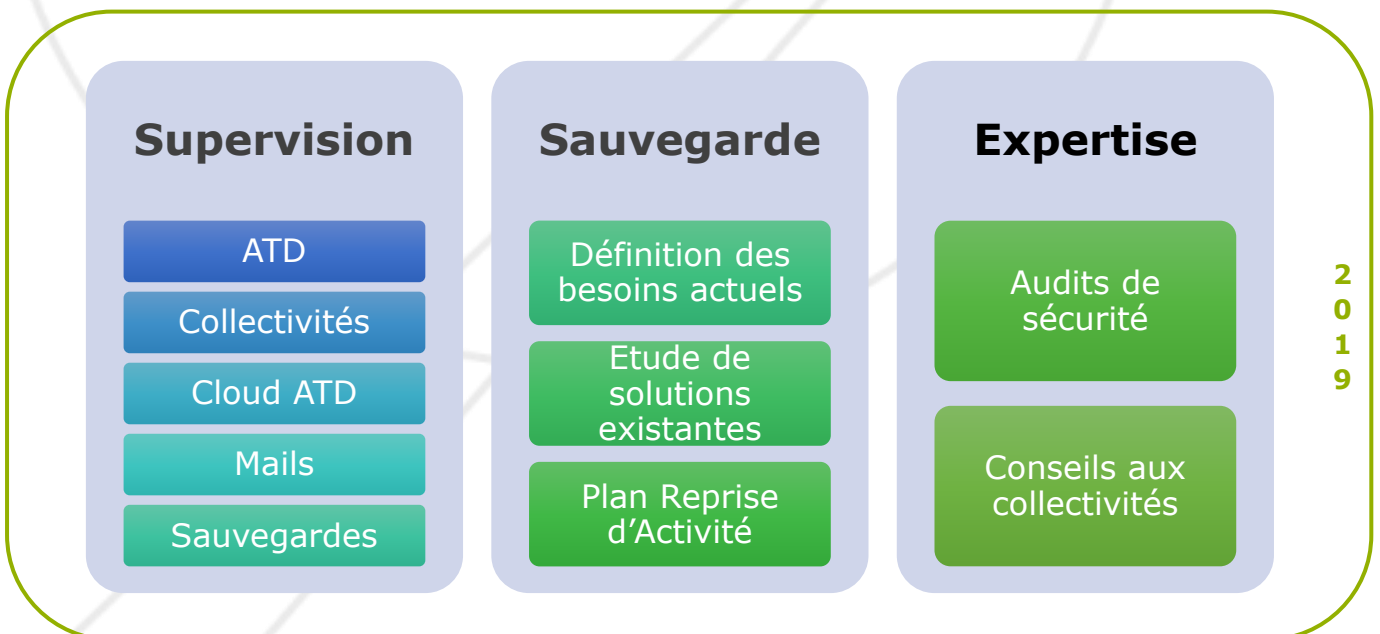 Supervision
ATD
Collectivités
Cloud ATD
Mails
Sauvegardes
Sauvegarde
Définition des
besoins actuels
Etude de
solutions
existantes
Plan Reprise
d’Activité
Expertise
Audits de
sécurité
Conseils aux
collectivités
2
0
1
9